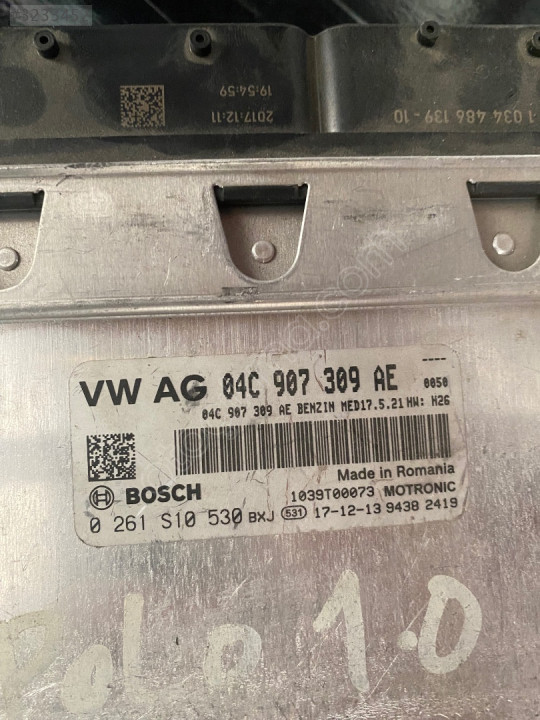 19:54:59
2017:12:11
1 034 486 139-10
----
VW AG 04C 907 309 AE 0050
04C 907 309 AE BENZIN MED17.5.21 HW: H26
Made in Romania
BOSCH 1039T00073 MOTRONIC
0 261 S10 530 BXJ 531 17-12-13 9438 2419
Polo 1.0